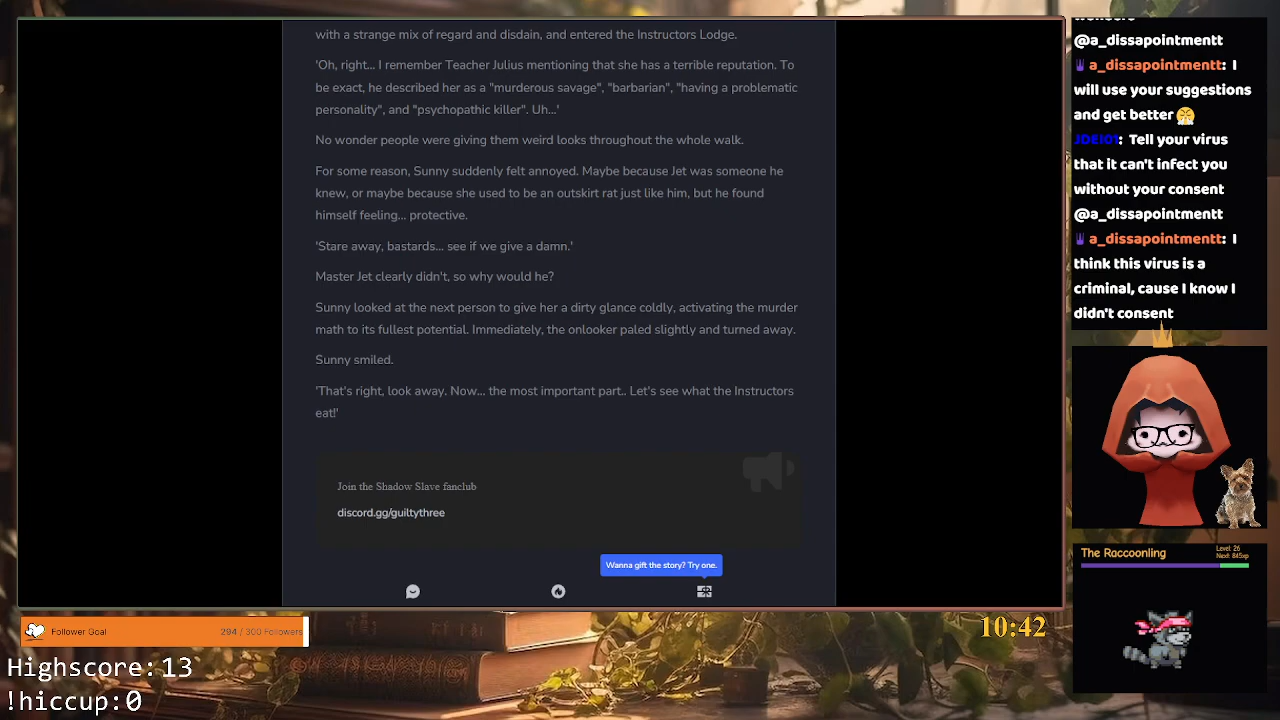 with a strange mix of regard and disdain, and entered the Instructors Lodge.
'Oh, right... I remember Teacher Julius mentioning that she has a terrible reputation. To
be exact, he described her as a "murderous savage", "barbarian", "having a problematic
personality", and "psychopathic killer". Uh...'
No wonder people were giving them weird looks throughout the whole walk.
For some reason, Sunny suddenly felt annoyed. Maybe because Jet was someone he
knew, or maybe because she used to be an outskirt rat just like him, but he found
himself feeling... protective.
'Stare away, bastards... see if we give a damn.'
Master Jet clearly didn't, so why would he?
Sunny looked at the next person to give her a dirty glance coldly, activating the murder
math to its fullest potential. Immediately, the onlooker paled slightly and turned away.
Sunny smiled.
'That's right, look away. Now... the most important part.. Let's see what the Instructors
eat!'
Join the Shadow Slave fanclub
discord.gg/guiltythree
Wanna gift the story? Try one.
@a_dissapointmentt
a_dissapointmentt: I
will use your suggestions
and get better 😤
JDEI01: Tell your virus
that it can't infect you
without your consent
@a_dissapointmentt
a_dissapointmentt: I
think this virus is a
criminal, cause I know I
didn't consent
The Raccoonling
Level: 26
Next: 845xp
Follower Goal
294 / 300 Followers
10:42
Highscore:13
!hiccup:0